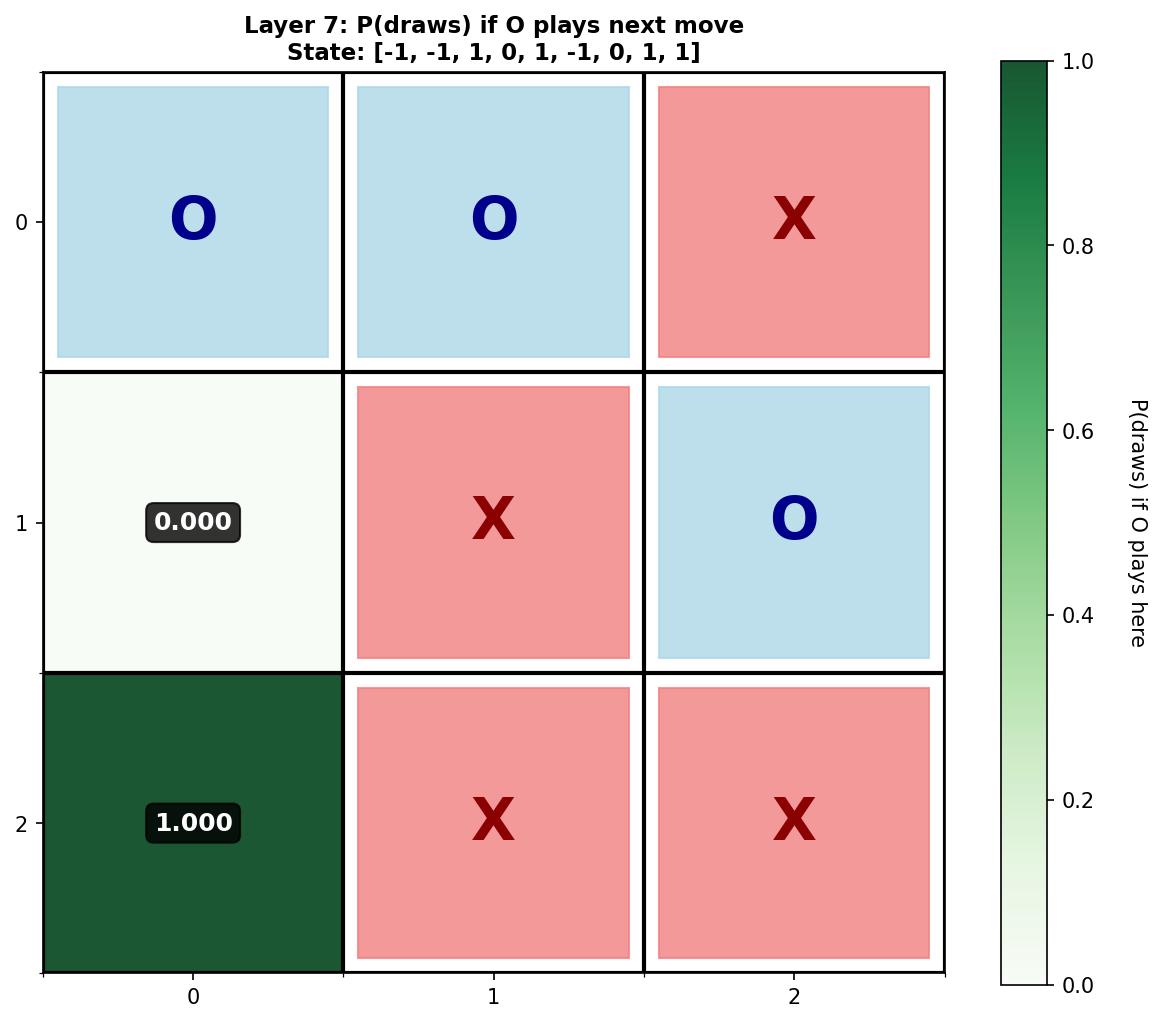 Layer 7: P(draws) if O plays next move
State: [-1, -1, 1, 0, 1, -1, 0, 1, 1]
O
O
X
0.000
X
O
1.000
X
X
0
1
2
0
1
2
1.0
0.8
0.6
0.4
0.2
0.0
P(draws) if O plays here